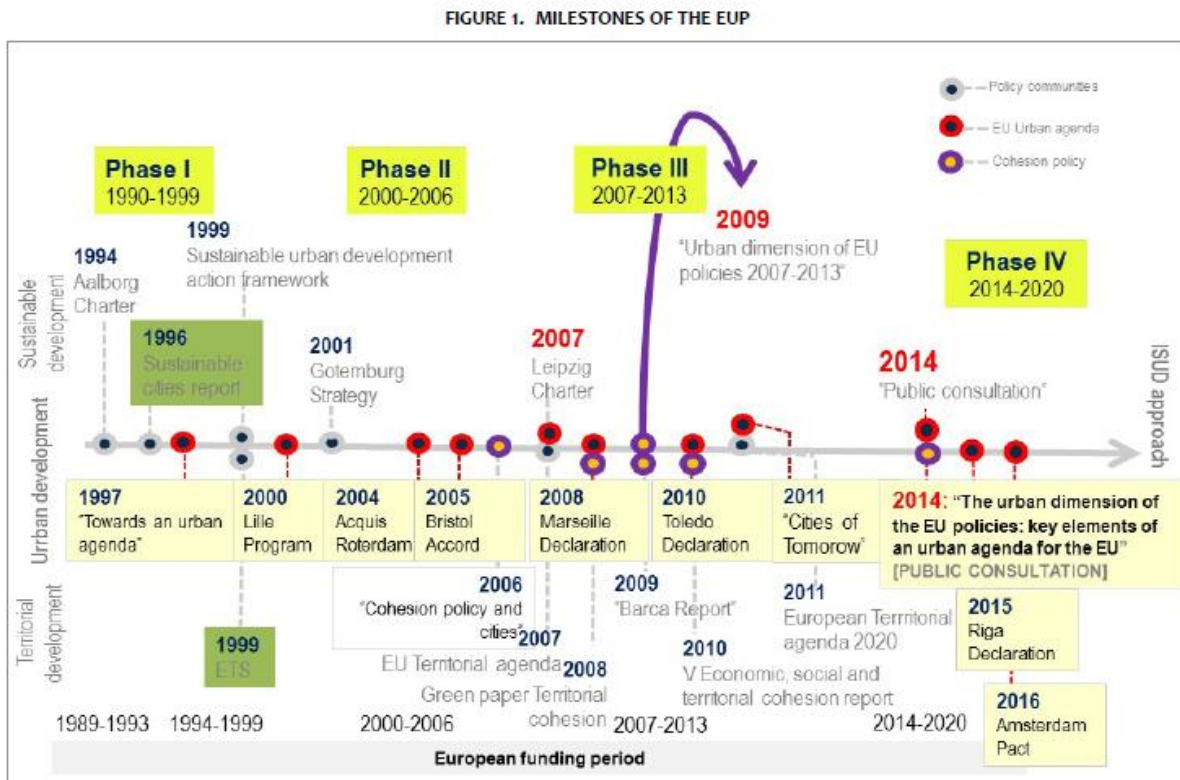 FIGURE 1. MILESTONES OF THE EUP
Policy communities
EU Urban agenda
Cohesion policy
Phase I
1990-1999
Phase II
2000-2006
Phase III
2007-2013
Phase IV
2014-2020
Sustainable
development
1994
Aalborg
Charter
1999
Sustainable urban development
action framework
1996
Sustainable
cities report
2001
Gotemburg
Strategy
2007
Leipzig
Charter
2009
"Urban dimension of EU
policies 2007-2013"
2014
"Public consultation"
ISUD approach
Urrban development
1997
"Towards an urban
agenda"
2000
Lille
Program
2004
Acquis
Roterdam
2005
Bristol
Accord
2008
Marseille
Declaration
2010
Toledo
Declaration
2011
"Cities of
Tomorow"
2014: "The urban dimension of
the EU policies: key elements of
an urban agenda for the EU"
[PUBLIC CONSULTATION]
Territorial
development
1999
ETS
2006
"Cohesion policy and
cities"
2007
EU Territorial agenda
2008
Green paper Territorial
cohesion
2009
"Barca Report"
2010
V Economic, social and
territorial cohesion report
2011
European Terrritorial
agenda 2020
2015
Riga
Declaration
2016
Amsterdam
Pact
1989-1993
1994-1999
2000-2006
2007-2013
2014-2020
European funding period